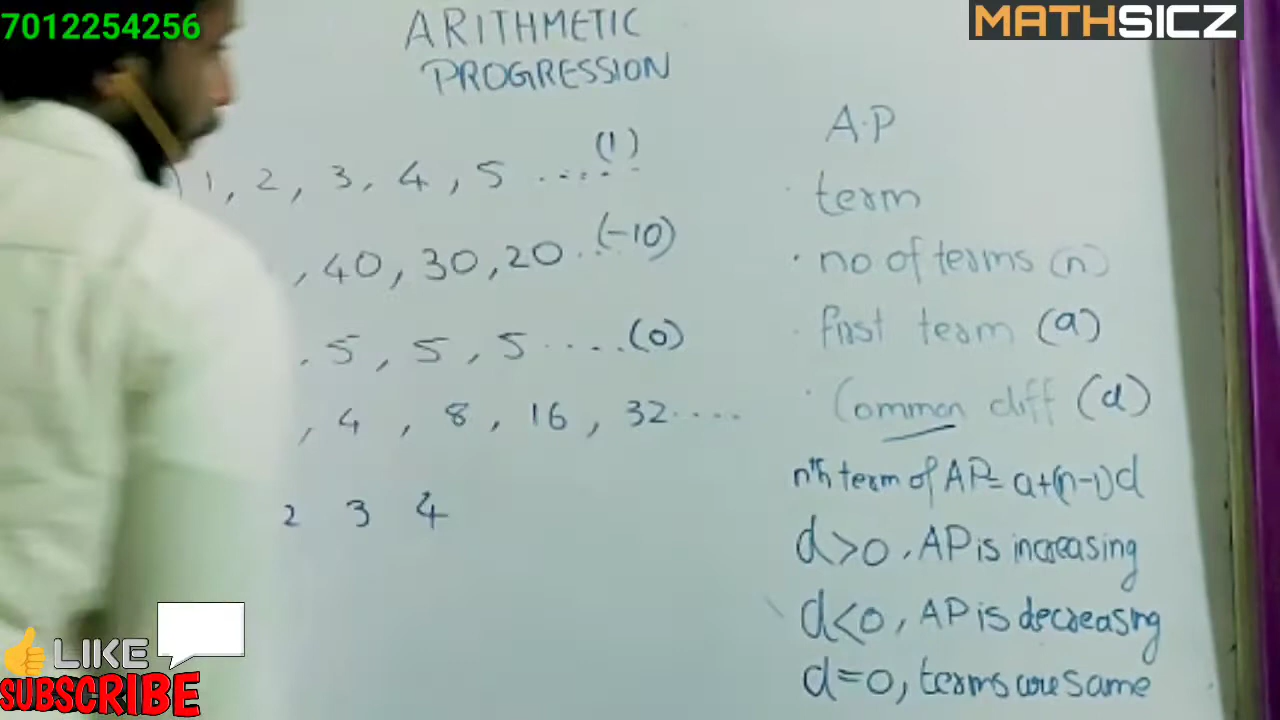 7012254256
MATHSICZ
ARITHMETIC
PROGRESSION
1, 2, 3, 4, 5 ..... (1)
, 40, 30, 20 .... (-10)
, 5, 5, 5 .... (0)
, 4, 8, 16, 32 ....
2 3 4
A.P
term
· no of terms (n)
· first term (a)
· Common diff (d)
nth term of AP = a+(n-1)d
d>0, AP is increasing
d<0, AP is decreasing
d=0, terms are same
LIKE
SUBSCRIBE